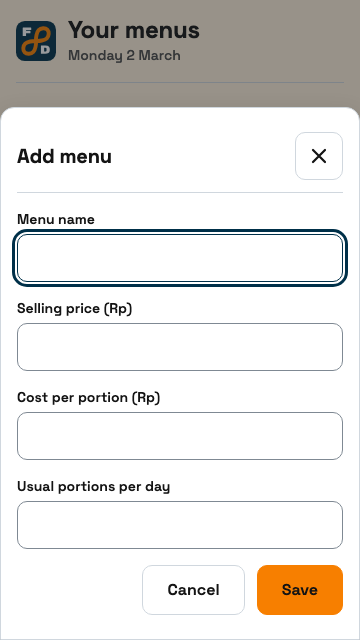 F
D
Your menus
Monday 2 March
Add menu
Menu name
Selling price (Rp)
Cost per portion (Rp)
Usual portions per day
Cancel
Save